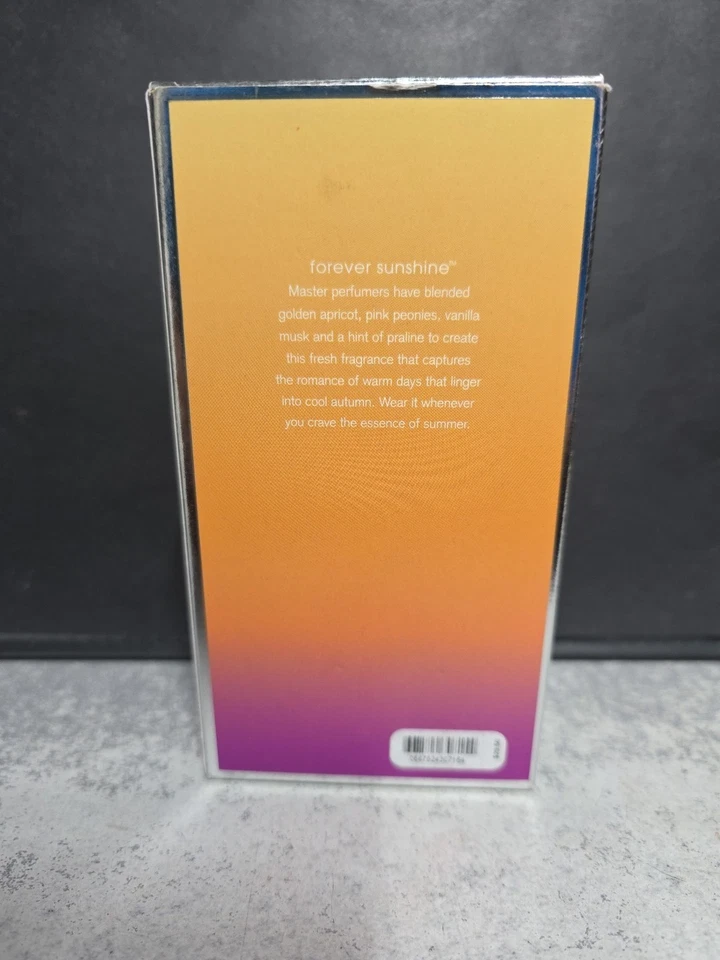 forever sunshine™
Master perfumers have blended
golden apricot, pink peonies, vanilla
musk and a hint of praline to create
this fresh fragrance that captures
the romance of warm days that linger
into cool autumn. Wear it whenever
you crave the essence of summer.